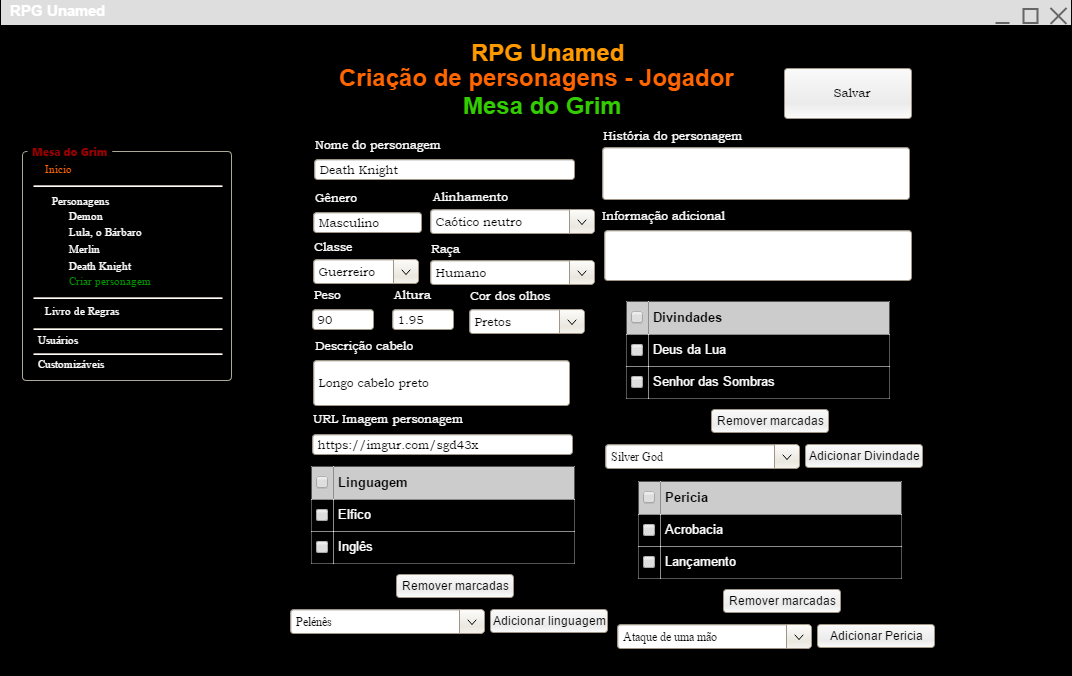 RPG Unamed
RPG Unamed
Criação de personagens - Jogador
Mesa do Grim
Salvar
Mesa do Grim
Início
Personagens
Demon
Lula, o Bárbaro
Merlin
Death Knight
Criar personagem
Livro de Regras
Usuários
Customizáveis
Nome do personagem
Death Knight
Gênero
Alinhamento
Masculino
Caótico neutro
Classe
Raça
Guerreiro
Humano
Peso
Altura
Cor dos olhos
90
1.95
Pretos
Descrição cabelo
Longo cabelo preto
URL Imagem personagem
https://imgur.com/sgd43x
Linguagem
Elfico
Inglês
Remover marcadas
Pelénês
Adicionar linguagem
História do personagem
Informação adicional
Divindades
Deus da Lua
Senhor das Sombras
Remover marcadas
Silver God
Adicionar Divindade
Pericia
Acrobacia
Lançamento
Remover marcadas
Ataque de uma mão
Adicionar Pericia